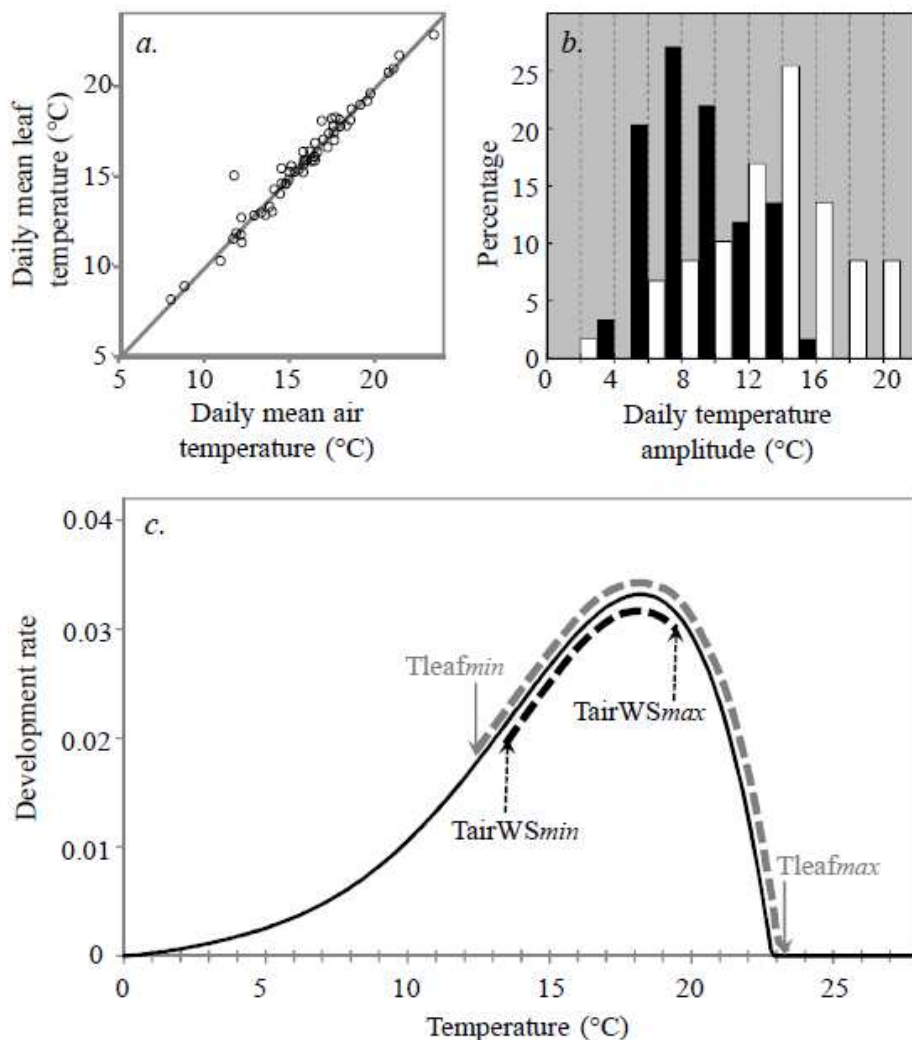 a.
Daily mean leaf
temperature (°C)
20
15
10
5
5
10
15
20
Daily mean air
temperature (°C)
b.
Percentage
25
20
15
10
5
0
0
4
8
12
16
20
Daily temperature
amplitude (°C)
c.
Development rate
0.04
0.03
0.02
0.01
0
Tleafmin
TairWSmax
TairWSmin
Tleafmax
0
5
10
15
20
25
Temperature (°C)